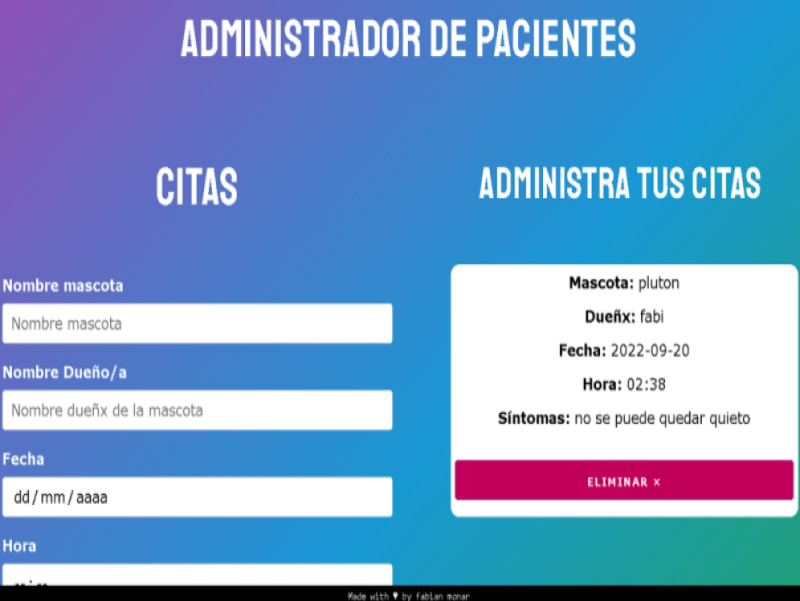 ADMINISTRADOR DE PACIENTES
CITAS
Nombre mascota
Nombre mascota
Nombre Dueño/a
Nombre dueñx de la mascota
Fecha
dd/mm/aaaa
Hora
ADMINISTRA TUS CITAS
Mascota: pluton
Dueñx: fabi
Fecha: 2022-09-20
Hora: 02:38
Síntomas: no se puede quedar quieto
ELIMINAR x
Made with ♥ by fabian monar